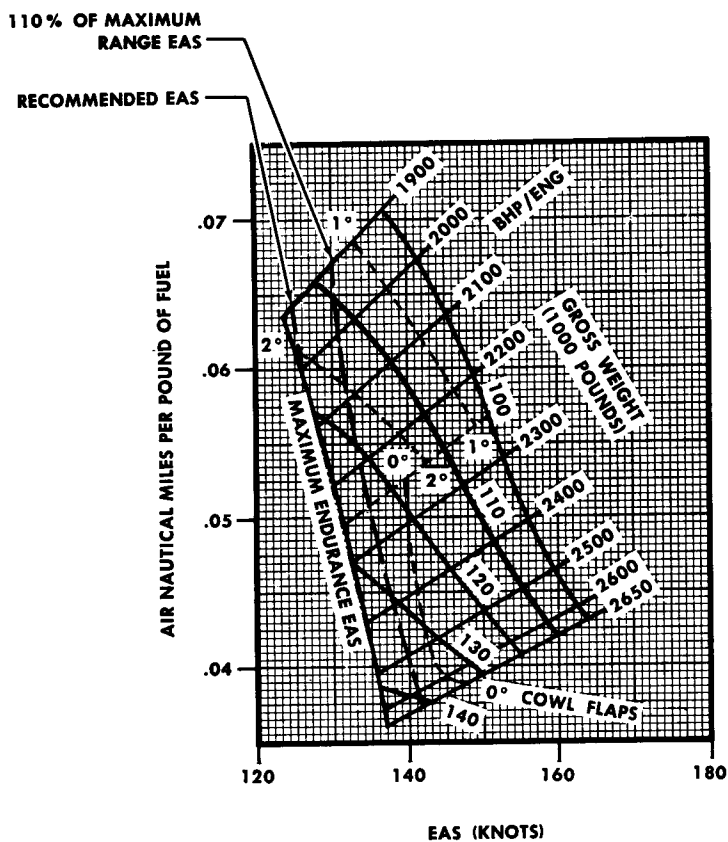 110% OF MAXIMUM
RANGE EAS
RECOMMENDED EAS
1900
2000
2100
2200
2300
2400
2500
2600
2650
BHP/ENG
GROSS WEIGHT
(1000 POUNDS)
100
110
120
130
140
1°
2°
0°
2°
1°
0° COWL FLAPS
MAXIMUM ENDURANCE EAS
AIR NAUTICAL MILES PER POUND OF FUEL
.07
.06
.05
.04
120
140
160
180
EAS (KNOTS)